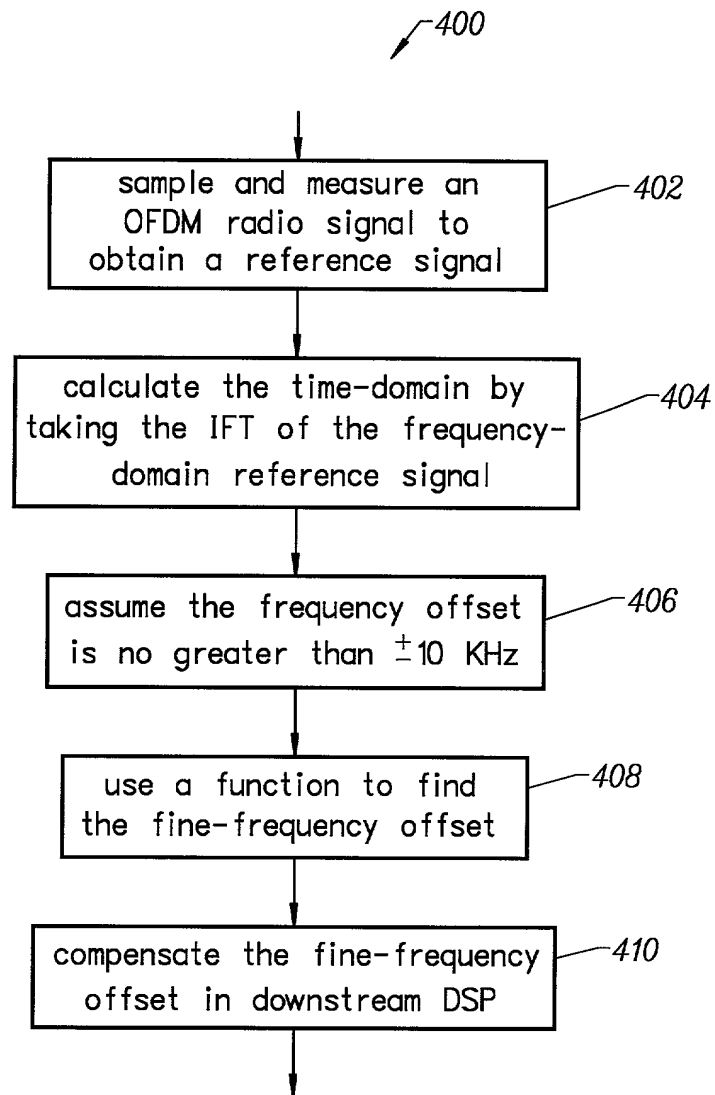 400
sample and measure an
OFDM radio signal to
obtain a reference signal
402
calculate the time-domain by
taking the IFT of the frequency-
domain reference signal
404
assume the frequency offset
is no greater than ±10 KHz
406
use a function to find
the fine-frequency offset
408
compensate the fine-frequency
offset in downstream DSP
410